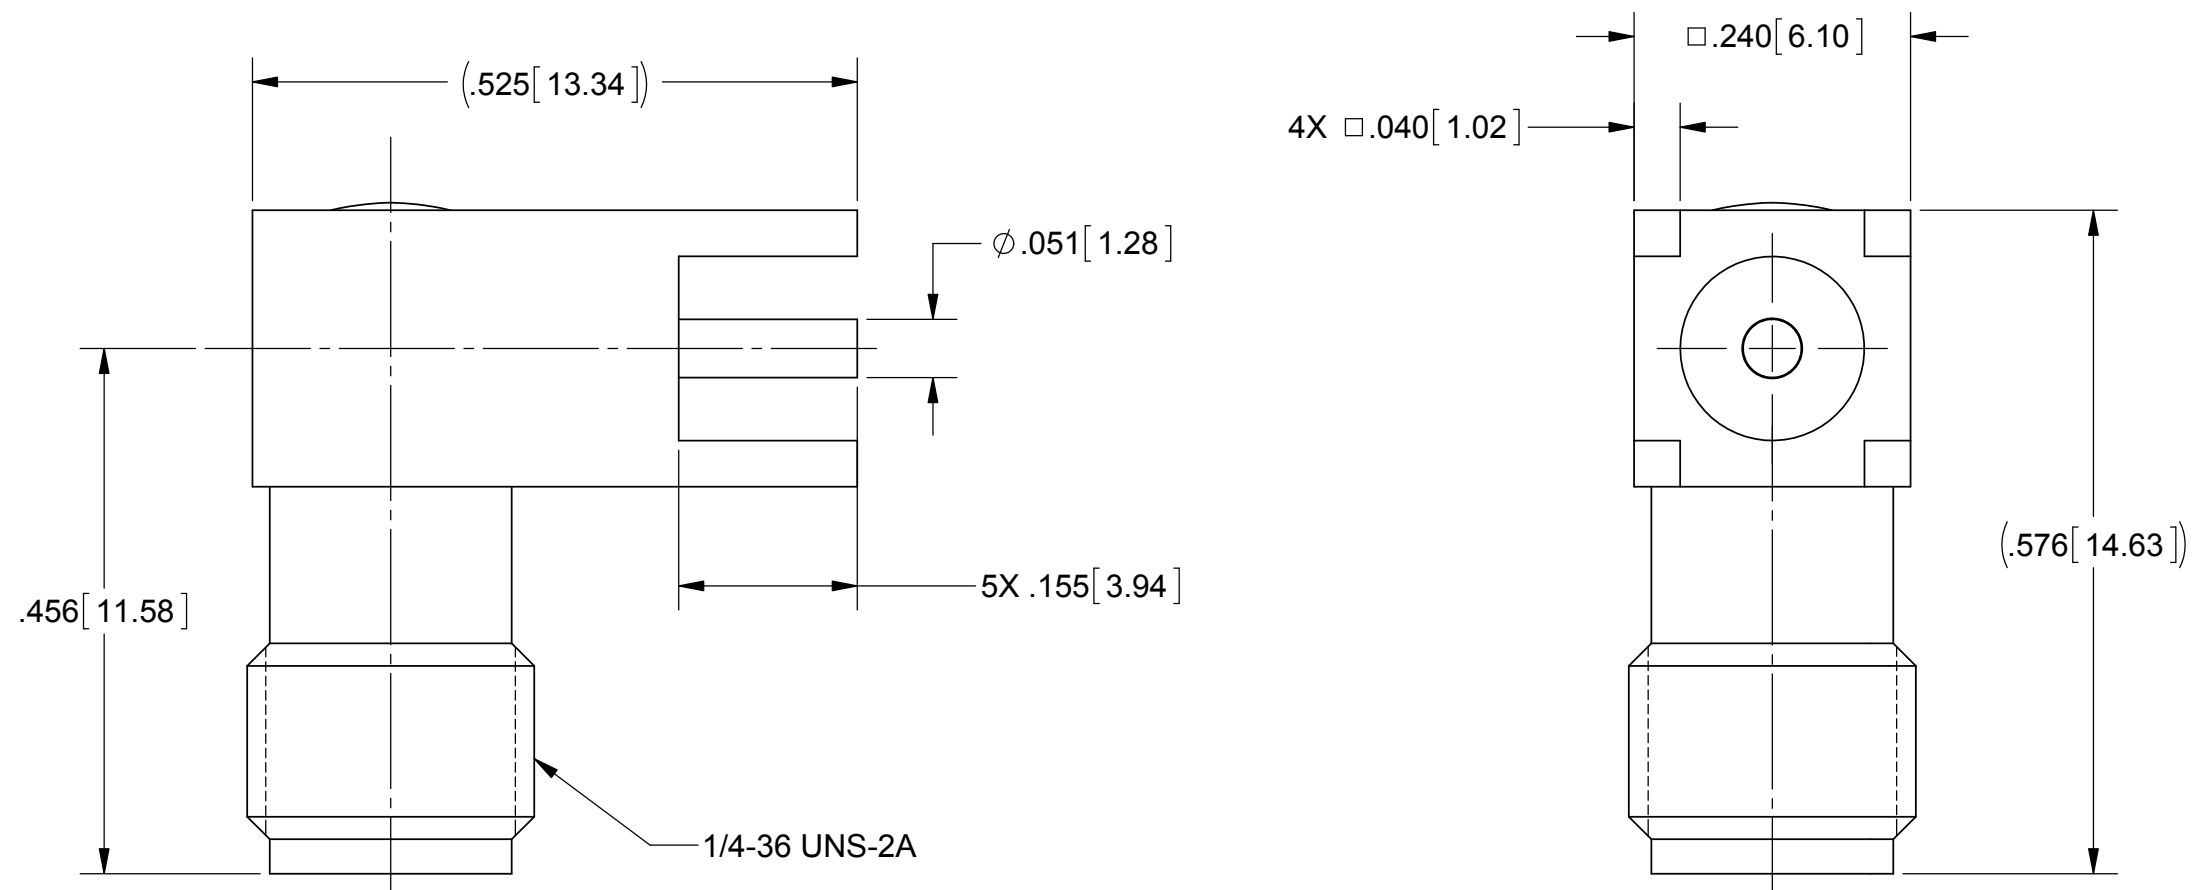 (.525[13.34])
□.240[6.10]
4X □.040[1.02]
∅.051[1.28]
(.576[14.63])
5X .155[3.94]
.456[11.58]
1/4-36 UNS-2A